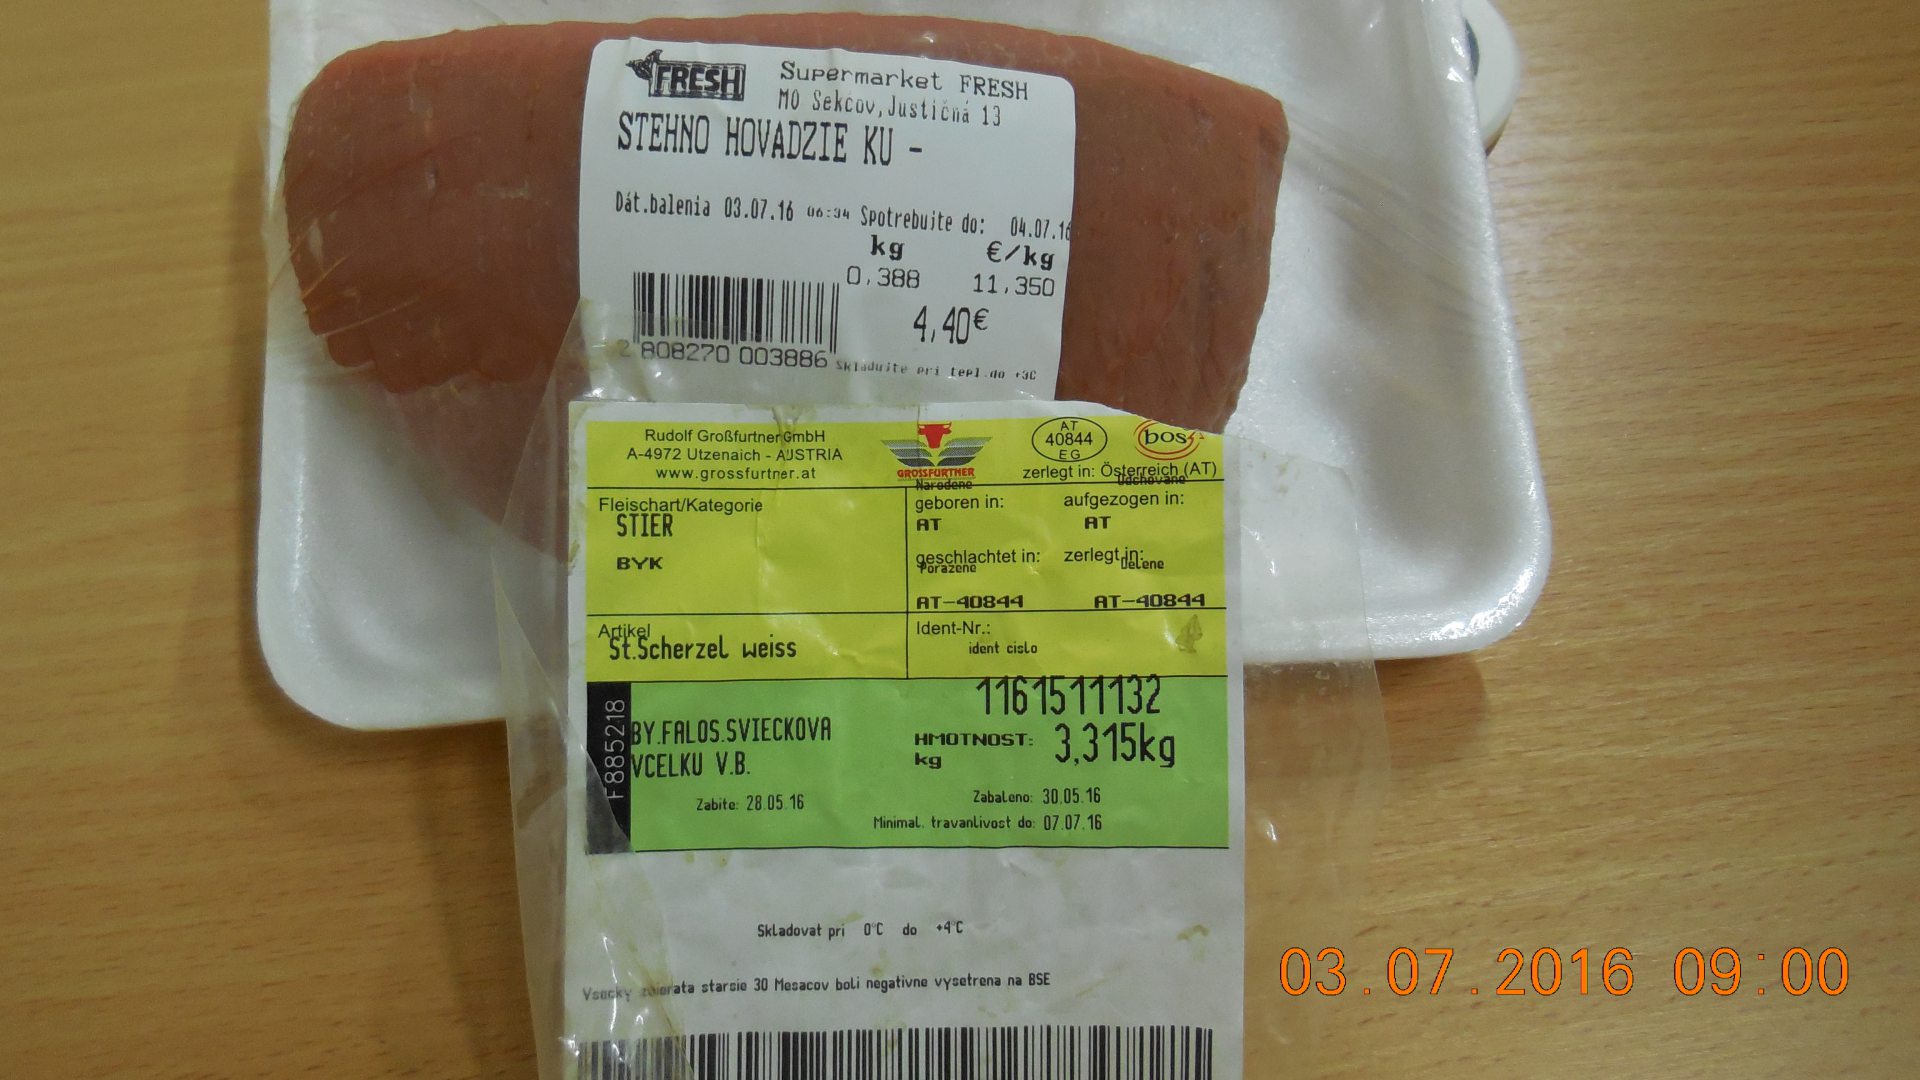 FRESH
Supermarket FRESH
MO Sekčov,Justičná 13
STEHNO HOVADZIE KU -
Dát.balenia 03.07.16 06:34 Spotrebujte do: 04.07.16
kg €/kg
0,388 11,350
4,40€
2 808270 003886 Skladujte pri tepl.do +3C
Rudolf Großfurtner GmbH
A-4972 Utzenaich - AUSTRIA
www.grossfurtner.at
GROSSFURTNER
AT
40844
EG
bos
zerlegt in: Österreich (AT)
Fleischart/Kategorie
STIER
BYK
Narodene
geboren in:
AT
Odchovane
aufgezogen in:
AT
geschlachtet in:
Porazene
AT-40844
zerlegt in:
Delene
AT-40844
Artikel
St.Scherzel weiss
Ident-Nr.:
ident cislo
1161511132
F885218
BY.FALOS.SVIECKOVA
VCELKU V.B.
HMOTNOST: 3,315kg
kg
Zabite: 28.05.16
Zabaleno: 30.05.16
Minimal. travanlivost do: 07.07.16
Skladovat pri 0°C do +4°C
Vsecky zvierata starsie 30 Mesacov boli negativne vysetrena na BSE
03.07.2016 09:00